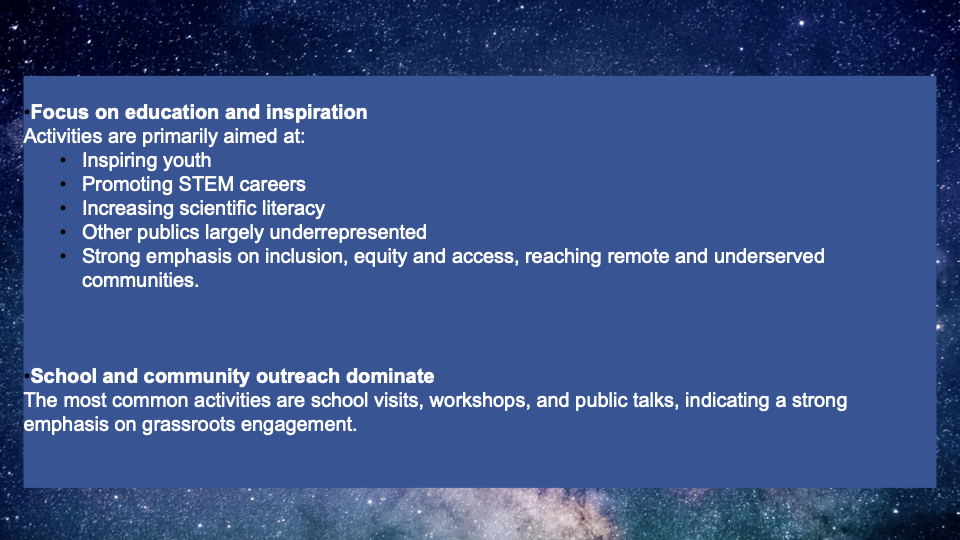 •Focus on education and inspiration
Activities are primarily aimed at:
• Inspiring youth
• Promoting STEM careers
• Increasing scientific literacy
• Other publics largely underrepresented
• Strong emphasis on inclusion, equity and access, reaching remote and underserved
communities.
•School and community outreach dominate
The most common activities are school visits, workshops, and public talks, indicating a strong
emphasis on grassroots engagement.